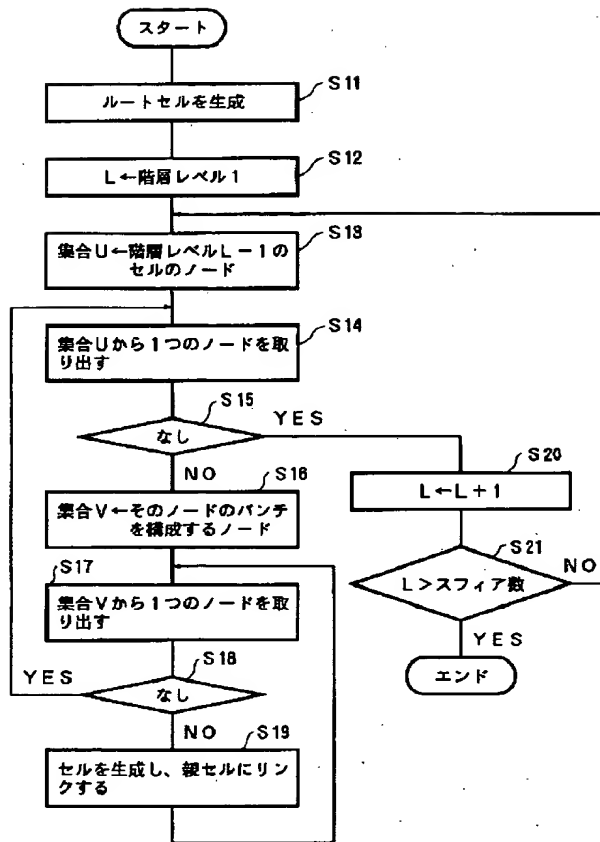 スタート
S11
ルートセルを生成
S12
L←階層レベル1
S13
集合U←階層レベルL-1の
セルのノード
S14
集合Uから1つのノードを取
り出す
S15
YES
なし
NO
S16
集合V←そのノードのバンチ
を構成するノード
S17
集合Vから1つのノードを取
り出す
S18
YES
なし
NO
S19
セルを生成し、親セルにリン
クする
S20
L←L+1
S21
L>スフィア数
NO
YES
エンド